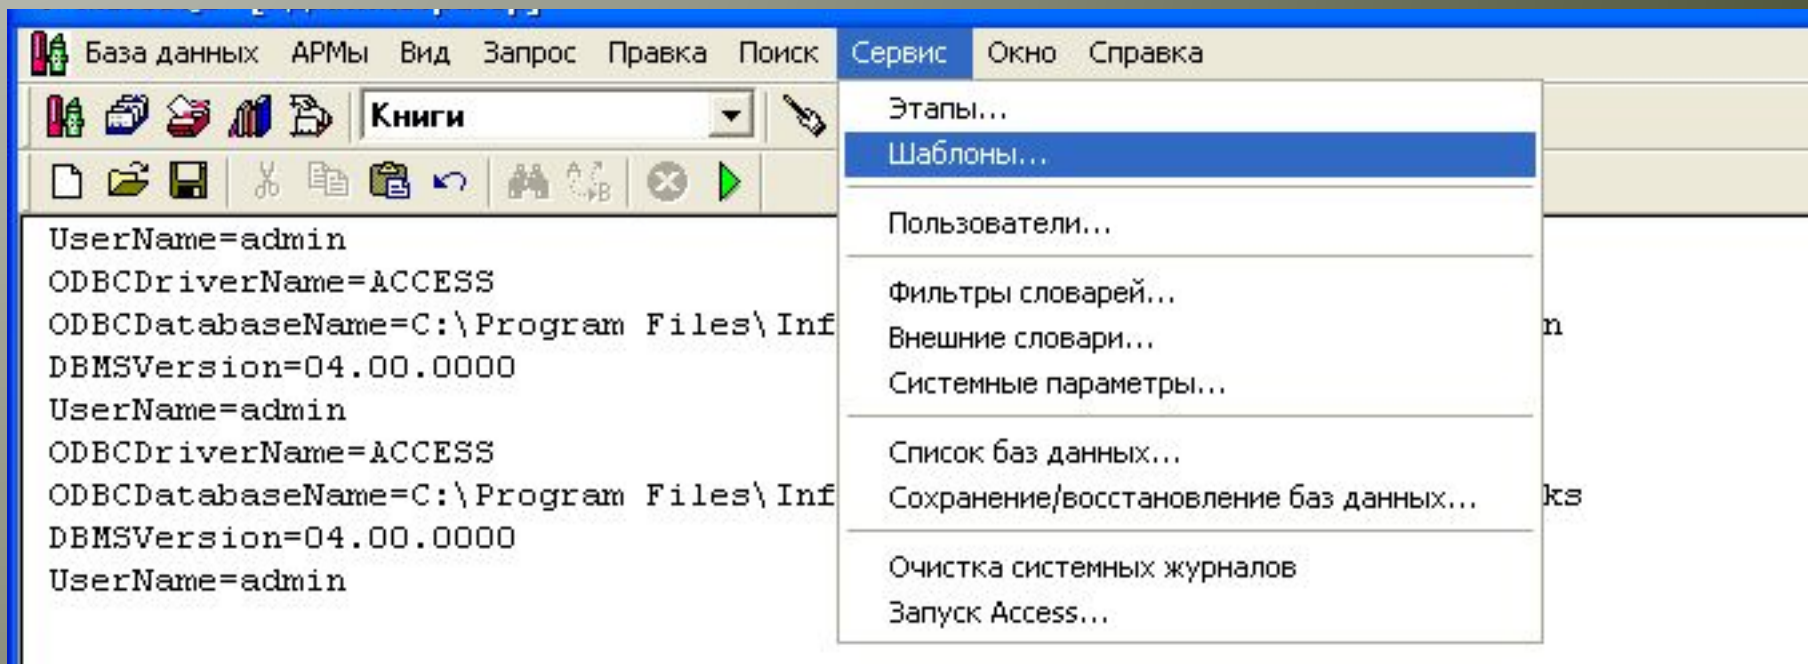 База данных АРМы Вид Запрос Правка Поиск Сервис Окно Справка
Книги
Этапы...
Шаблоны...
Пользователи...
Фильтры словарей...
Внешние словари...
Системные параметры...
Список баз данных...
Сохранение/восстановление баз данных...
Очистка системных журналов
Запуск Access...
UserName=admin
ODBCDriverName=ACCESS
ODBCDatabaseName=C:\Program Files\Inf
DBMSVersion=04.00.0000
UserName=admin
ODBCDriverName=ACCESS
ODBCDatabaseName=C:\Program Files\Inf ks
DBMSVersion=04.00.0000
UserName=admin